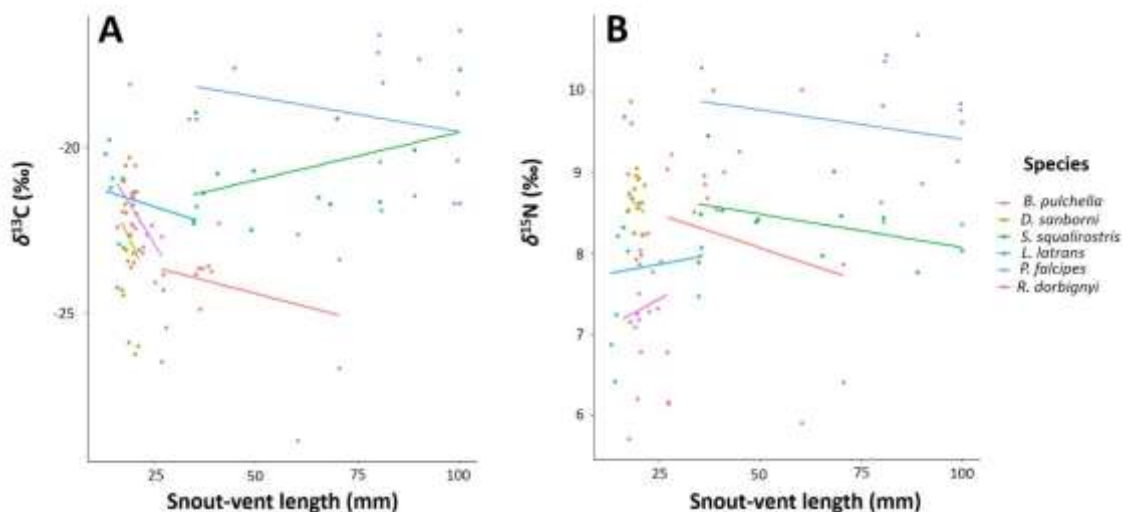 A
B
δ¹³C (‰)
-20
-25
25
50
75
100
Snout-vent length (mm)
δ¹⁵N (‰)
10
9
8
7
6
25
50
75
100
Snout-vent length (mm)
Species
B. pulchella
D. sanborni
S. squalirostris
L. latrans
P. falcipes
R. dorbignyi